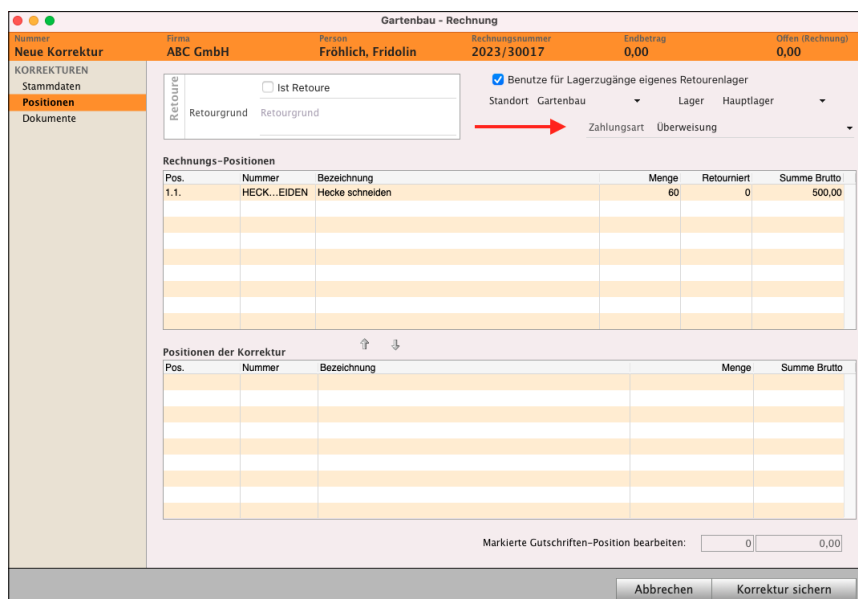 Gartenbau - Rechnung
Nummer Firma Person Rechnungsnummer Endbetrag Offen (Rechnung)
Neue Korrektur ABC GmbH Fröhlich, Fridolin 2023/30017 0,00 0,00
KORREKTUREN
Stammdaten
Positionen
Dokumente
Retoure
Ist Retoure
Retourgrund Retourgrund
Benutze für Lagerzugänge eigenes Retourenlager
Standort Gartenbau Lager Hauptlager
Zahlungsart Überweisung
Rechnungs-Positionen
Pos. Nummer Bezeichnung Menge Retourniert Summe Brutto
1.1. HECK...EIDEN Hecke schneiden 60 0 500,00
Positionen der Korrektur
Pos. Nummer Bezeichnung Menge Summe Brutto
Markierte Gutschriften-Position bearbeiten: 0 0,00
Abbrechen Korrektur sichern